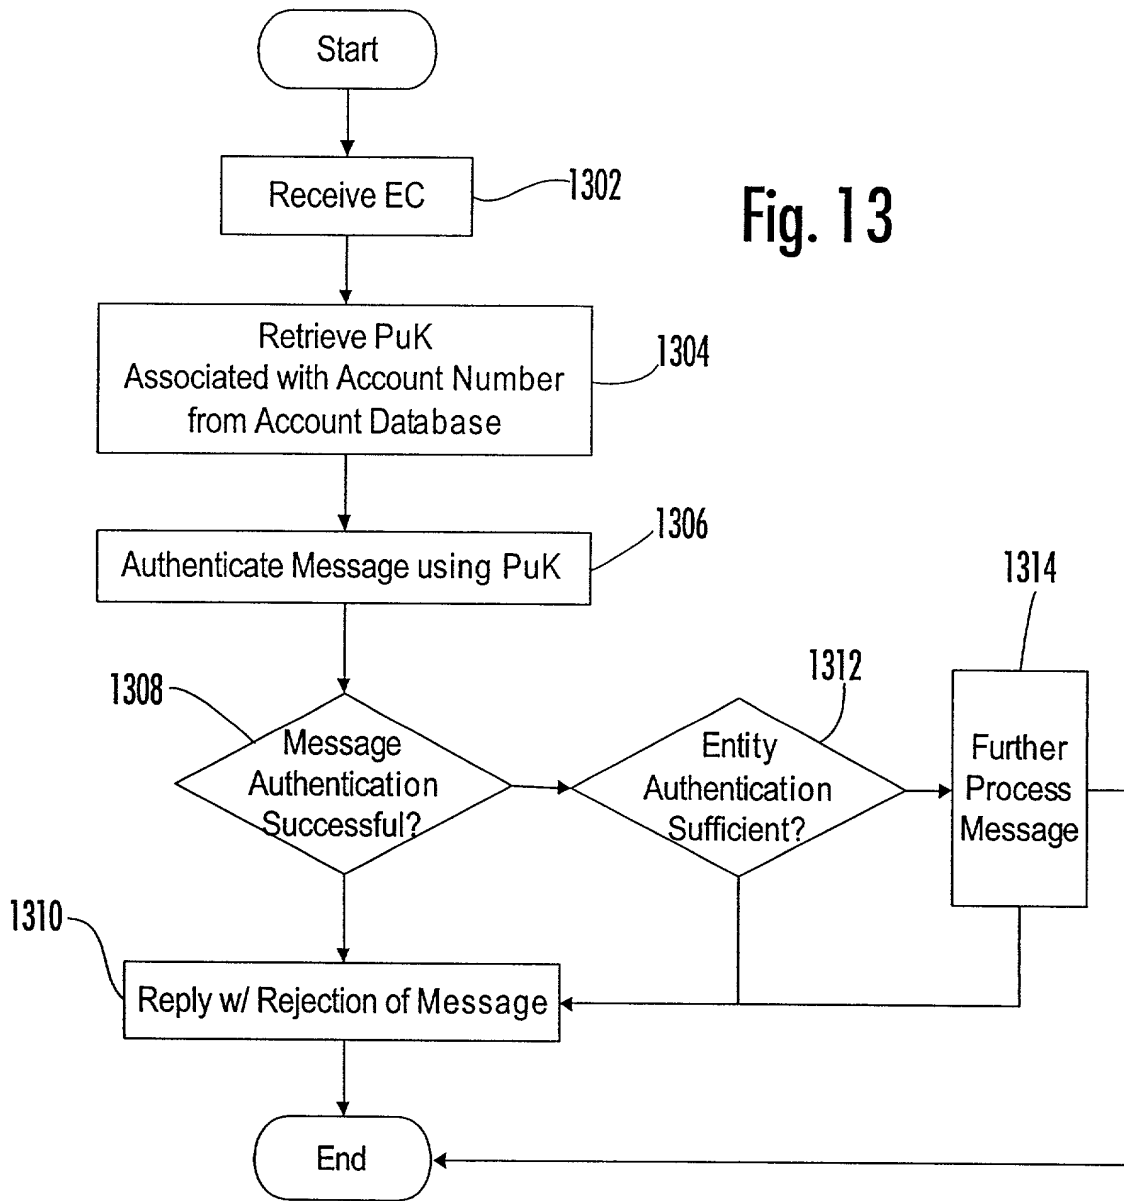 Start
Receive EC
1302
Fig. 13
Retrieve PuK
Associated with Account Number
from Account Database
1304
Authenticate Message using PuK
1306
1308
Message
Authentication
Successful?
1312
Entity
Authentication
Sufficient?
1314
Further
Process
Message
1310
Reply w/ Rejection of Message
End